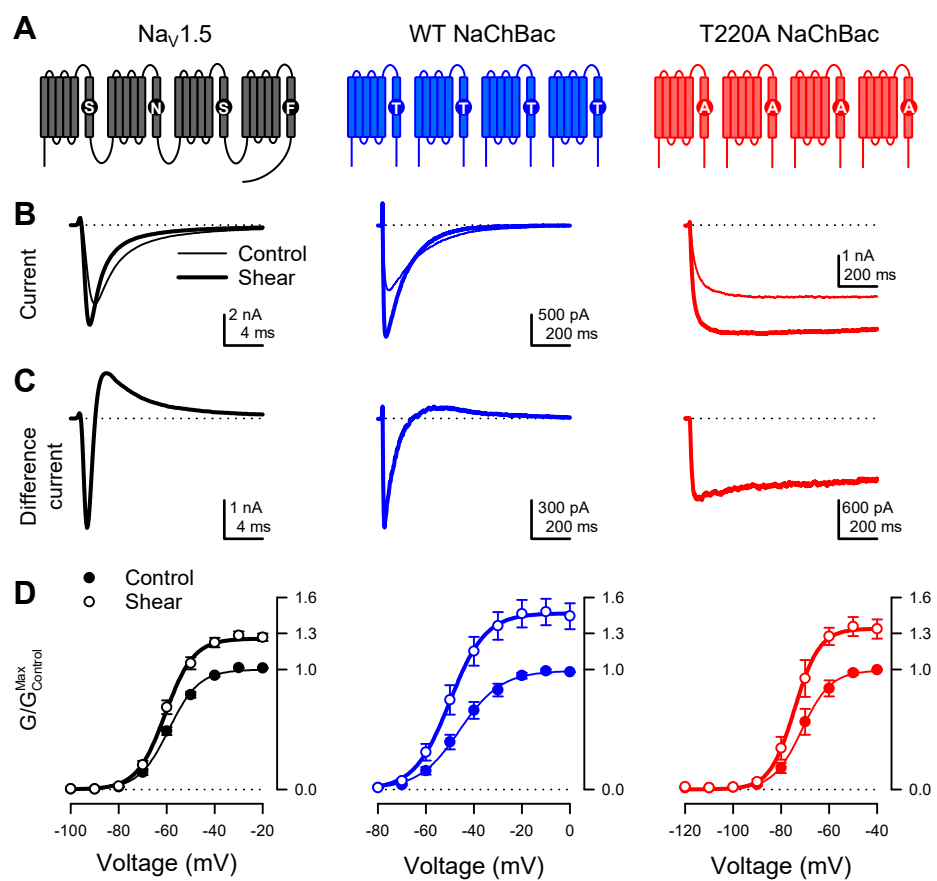 A
Nav1.5
WT NaChBac
T220A NaChBac
S N S F
T T T T
A A A A
B
Current
Control
Shear
2 nA
4 ms
500 pA
200 ms
1 nA
200 ms
C
Difference
current
1 nA
4 ms
300 pA
200 ms
600 pA
200 ms
D
Control
Shear
G/G Max Control
1.6
1.3
1.0
0.0
1.6
1.3
1.0
0.0
1.6
1.3
1.0
0.0
-100 -80 -60 -40 -20
-80 -60 -40 -20 0
-120 -100 -80 -60 -40
Voltage (mV)
Voltage (mV)
Voltage (mV)